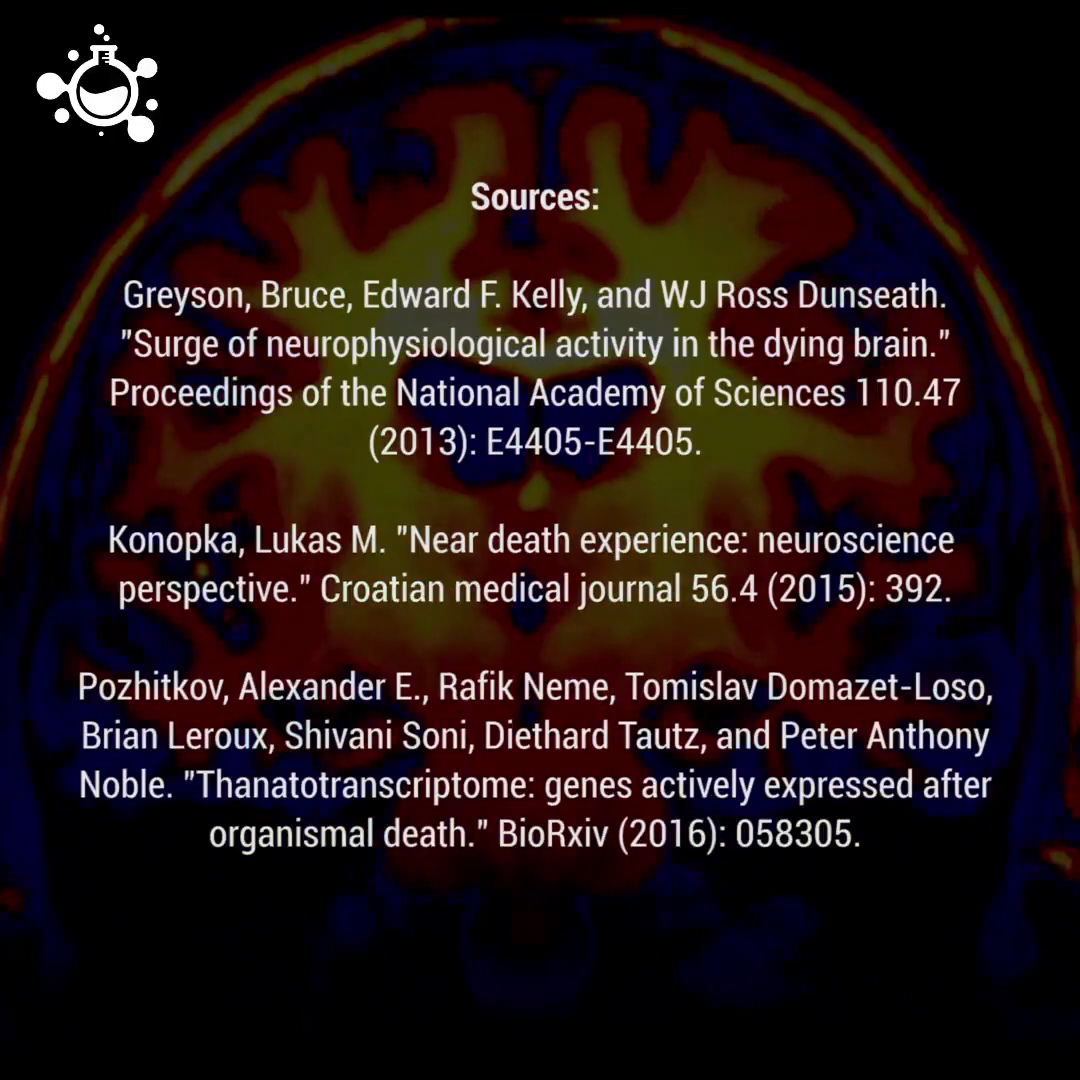 Sources:
Greyson, Bruce, Edward F. Kelly, and WJ Ross Dunseath.
"Surge of neurophysiological activity in the dying brain."
Proceedings of the National Academy of Sciences 110.47
(2013): E4405-E4405.
Konopka, Lukas M. "Near death experience: neuroscience
perspective." Croatian medical journal 56.4 (2015): 392.
Pozhitkov, Alexander E., Rafik Neme, Tomislav Domazet-Loso,
Brian Leroux, Shivani Soni, Diethard Tautz, and Peter Anthony
Noble. "Thanatotranscriptome: genes actively expressed after
organismal death." BioRxiv (2016): 058305.